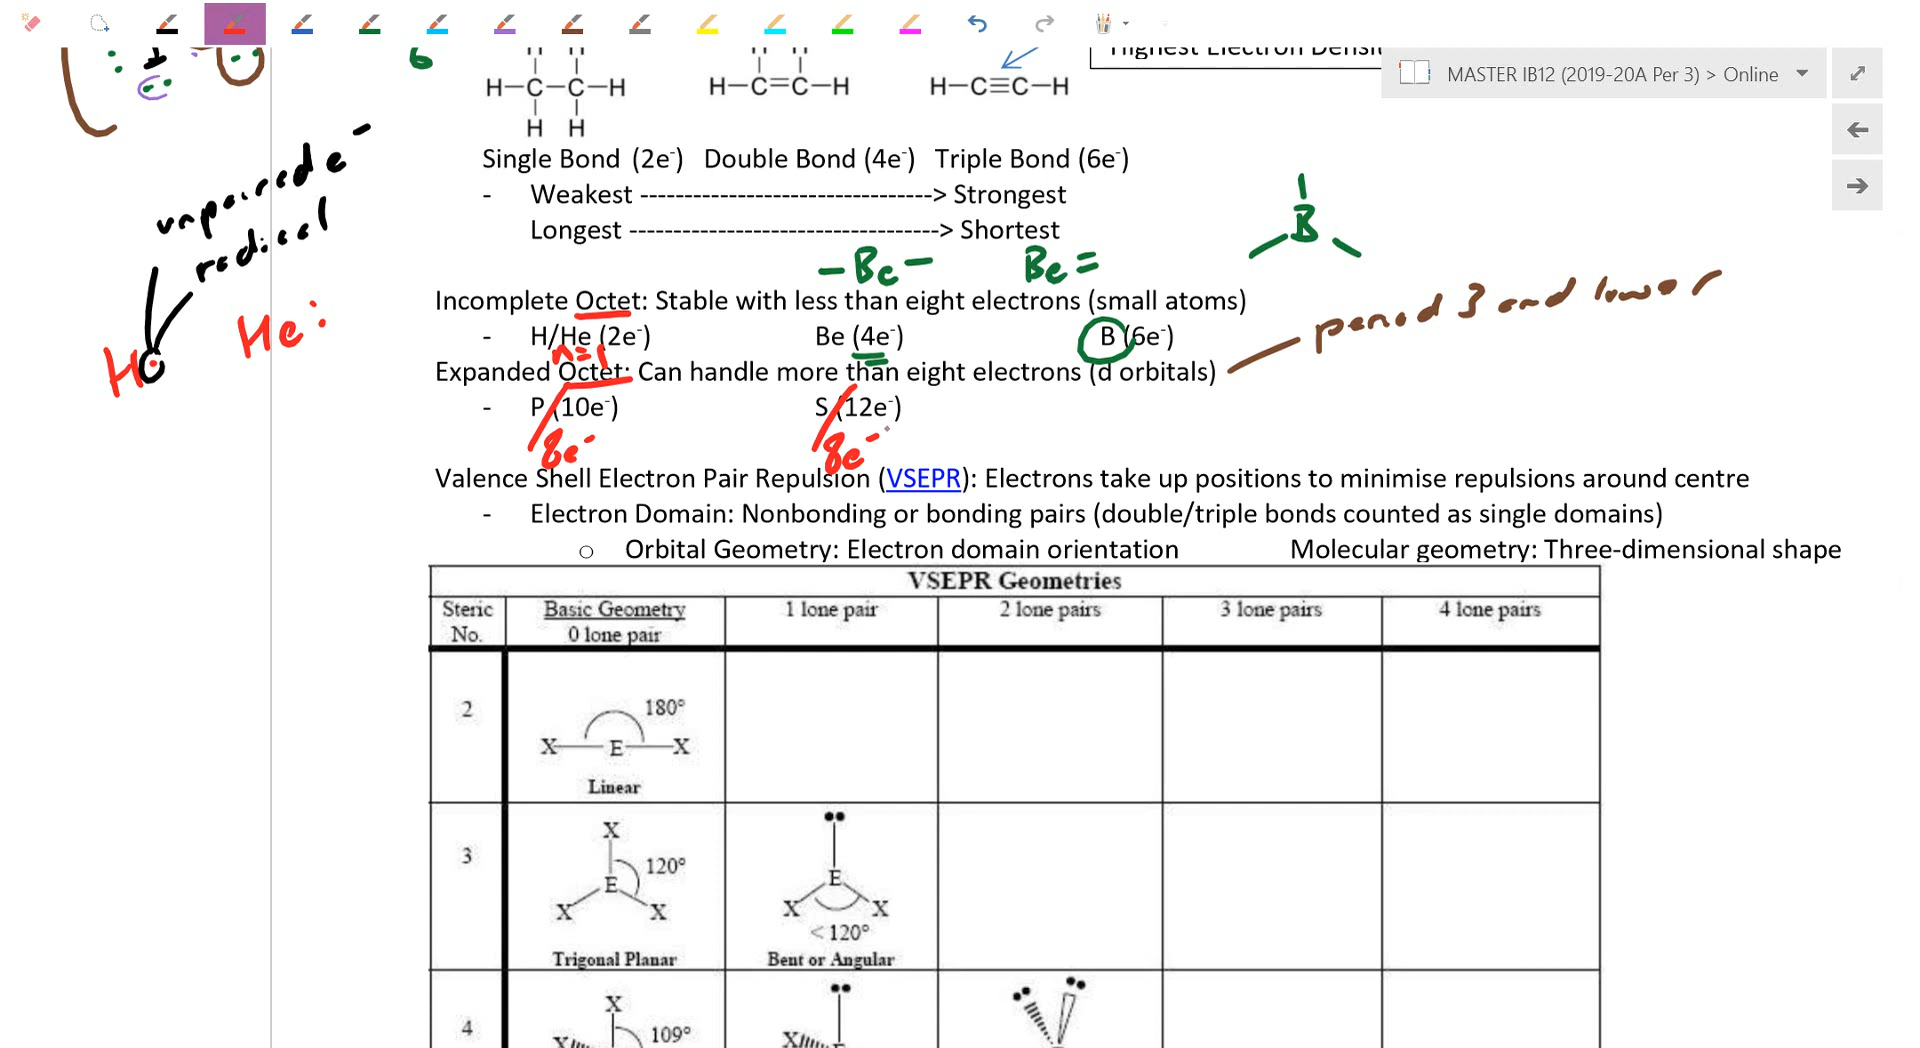 Highest Electron Densit
MASTER IB12 (2019-20A Per 3) > Online
6
H H
H–C–C–H H–C=C–H H–C≡C–H
H H
Single Bond (2e⁻) Double Bond (4e⁻) Triple Bond (6e⁻)
- Weakest --------------------------------> Strongest
Longest ----------------------------------> Shortest
unpaired e⁻
radical
H
He:
–Be– Be=
B
Incomplete Octet: Stable with less than eight electrons (small atoms)
- H/He (2e⁻) Be (4e⁻) B (6e⁻)
n=1
period 3 and lower
Expanded Octet: Can handle more than eight electrons (d orbitals)
- P (10e⁻) S (12e⁻)
8e⁻ 8e⁻
Valence Shell Electron Pair Repulsion (VSEPR): Electrons take up positions to minimise repulsions around centre
- Electron Domain: Nonbonding or bonding pairs (double/triple bonds counted as single domains)
○ Orbital Geometry: Electron domain orientation Molecular geometry: Three-dimensional shape
VSEPR Geometries
Steric No. Basic Geometry 0 lone pair 1 lone pair 2 lone pairs 3 lone pairs 4 lone pairs
2
180°
X E X
Linear
3
X
120°
E
X X
Trigonal Planar
E
X X
< 120°
Bent or Angular
4
X
109°
X
X